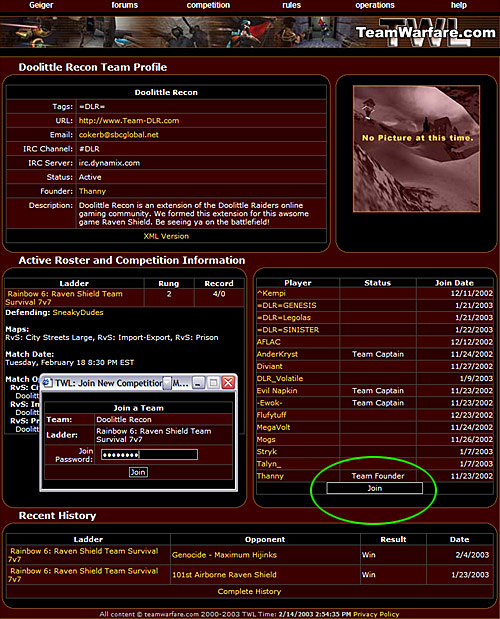 Geiger forums competition rules operations help
TWL
TeamWarfare.com
Doolittle Recon Team Profile
Doolittle Recon
Tags: =DLR=
URL: http://www.Team-DLR.com
Email: cokerb@sbcglobal.net
IRC Channel: #DLR
IRC Server: irc.dynamix.com
Status: Active
Founder: Thanny
Description: Doolittle Recon is an extension of the Doolittle Raiders online
gaming community. We formed this extension for this awsome
game Raven Shield. Be seeing ya on the battlefield!
XML Version
No Picture at this time.
Active Roster and Competition Information
Ladder Rung Record
Rainbow 6: Raven Shield Team
Survival 7v7 2 4/0
Defending: SneakyDudes
Maps:
RvS: City Streets Large, RvS: Import-Export, RvS: Prison
Match Date:
Tuesday, February 18 8:30 PM EST
Match O
RvS: C
Doolitt
RvS: In
Doolitt
RvS: P
Doolitt
TWL: Join New Competition M...
Join a Team
Team: Doolittle Recon
Ladder: Rainbow 6: Raven Shield Team
Survival 7v7
Join
Password:
Join
Player Status Join Date
^Kempi 12/11/2002
=DLR=GENESIS 1/21/2003
=DLR=Legolas 1/21/2003
=DLR=SINISTER 1/22/2003
AFLAC 12/12/2002
AnderKryst Team Captain 11/24/2002
Diviant 11/27/2002
DLR_Volatile 1/9/2003
Evil Napkin Team Captain 11/23/2002
-Ewok- Team Captain 11/23/2002
Flufytuff 12/23/2002
MegaVolt 11/24/2002
Mogs 11/26/2002
Stryk 1/7/2003
Talyn_ 1/7/2003
Thanny Team Founder 11/23/2002
Join
Recent History
Ladder Opponent Result Date
Rainbow 6: Raven Shield Team Survival
7v7 Genocide - Maximum Hijinks Win 2/4/2003
Rainbow 6: Raven Shield Team Survival
7v7 101st Airborne Raven Shield Win 1/23/2003
Complete History
All content © teamwarfare.com 2000-2003 TWL Time: 2/14/2003 2:54:35 PM Privacy Policy